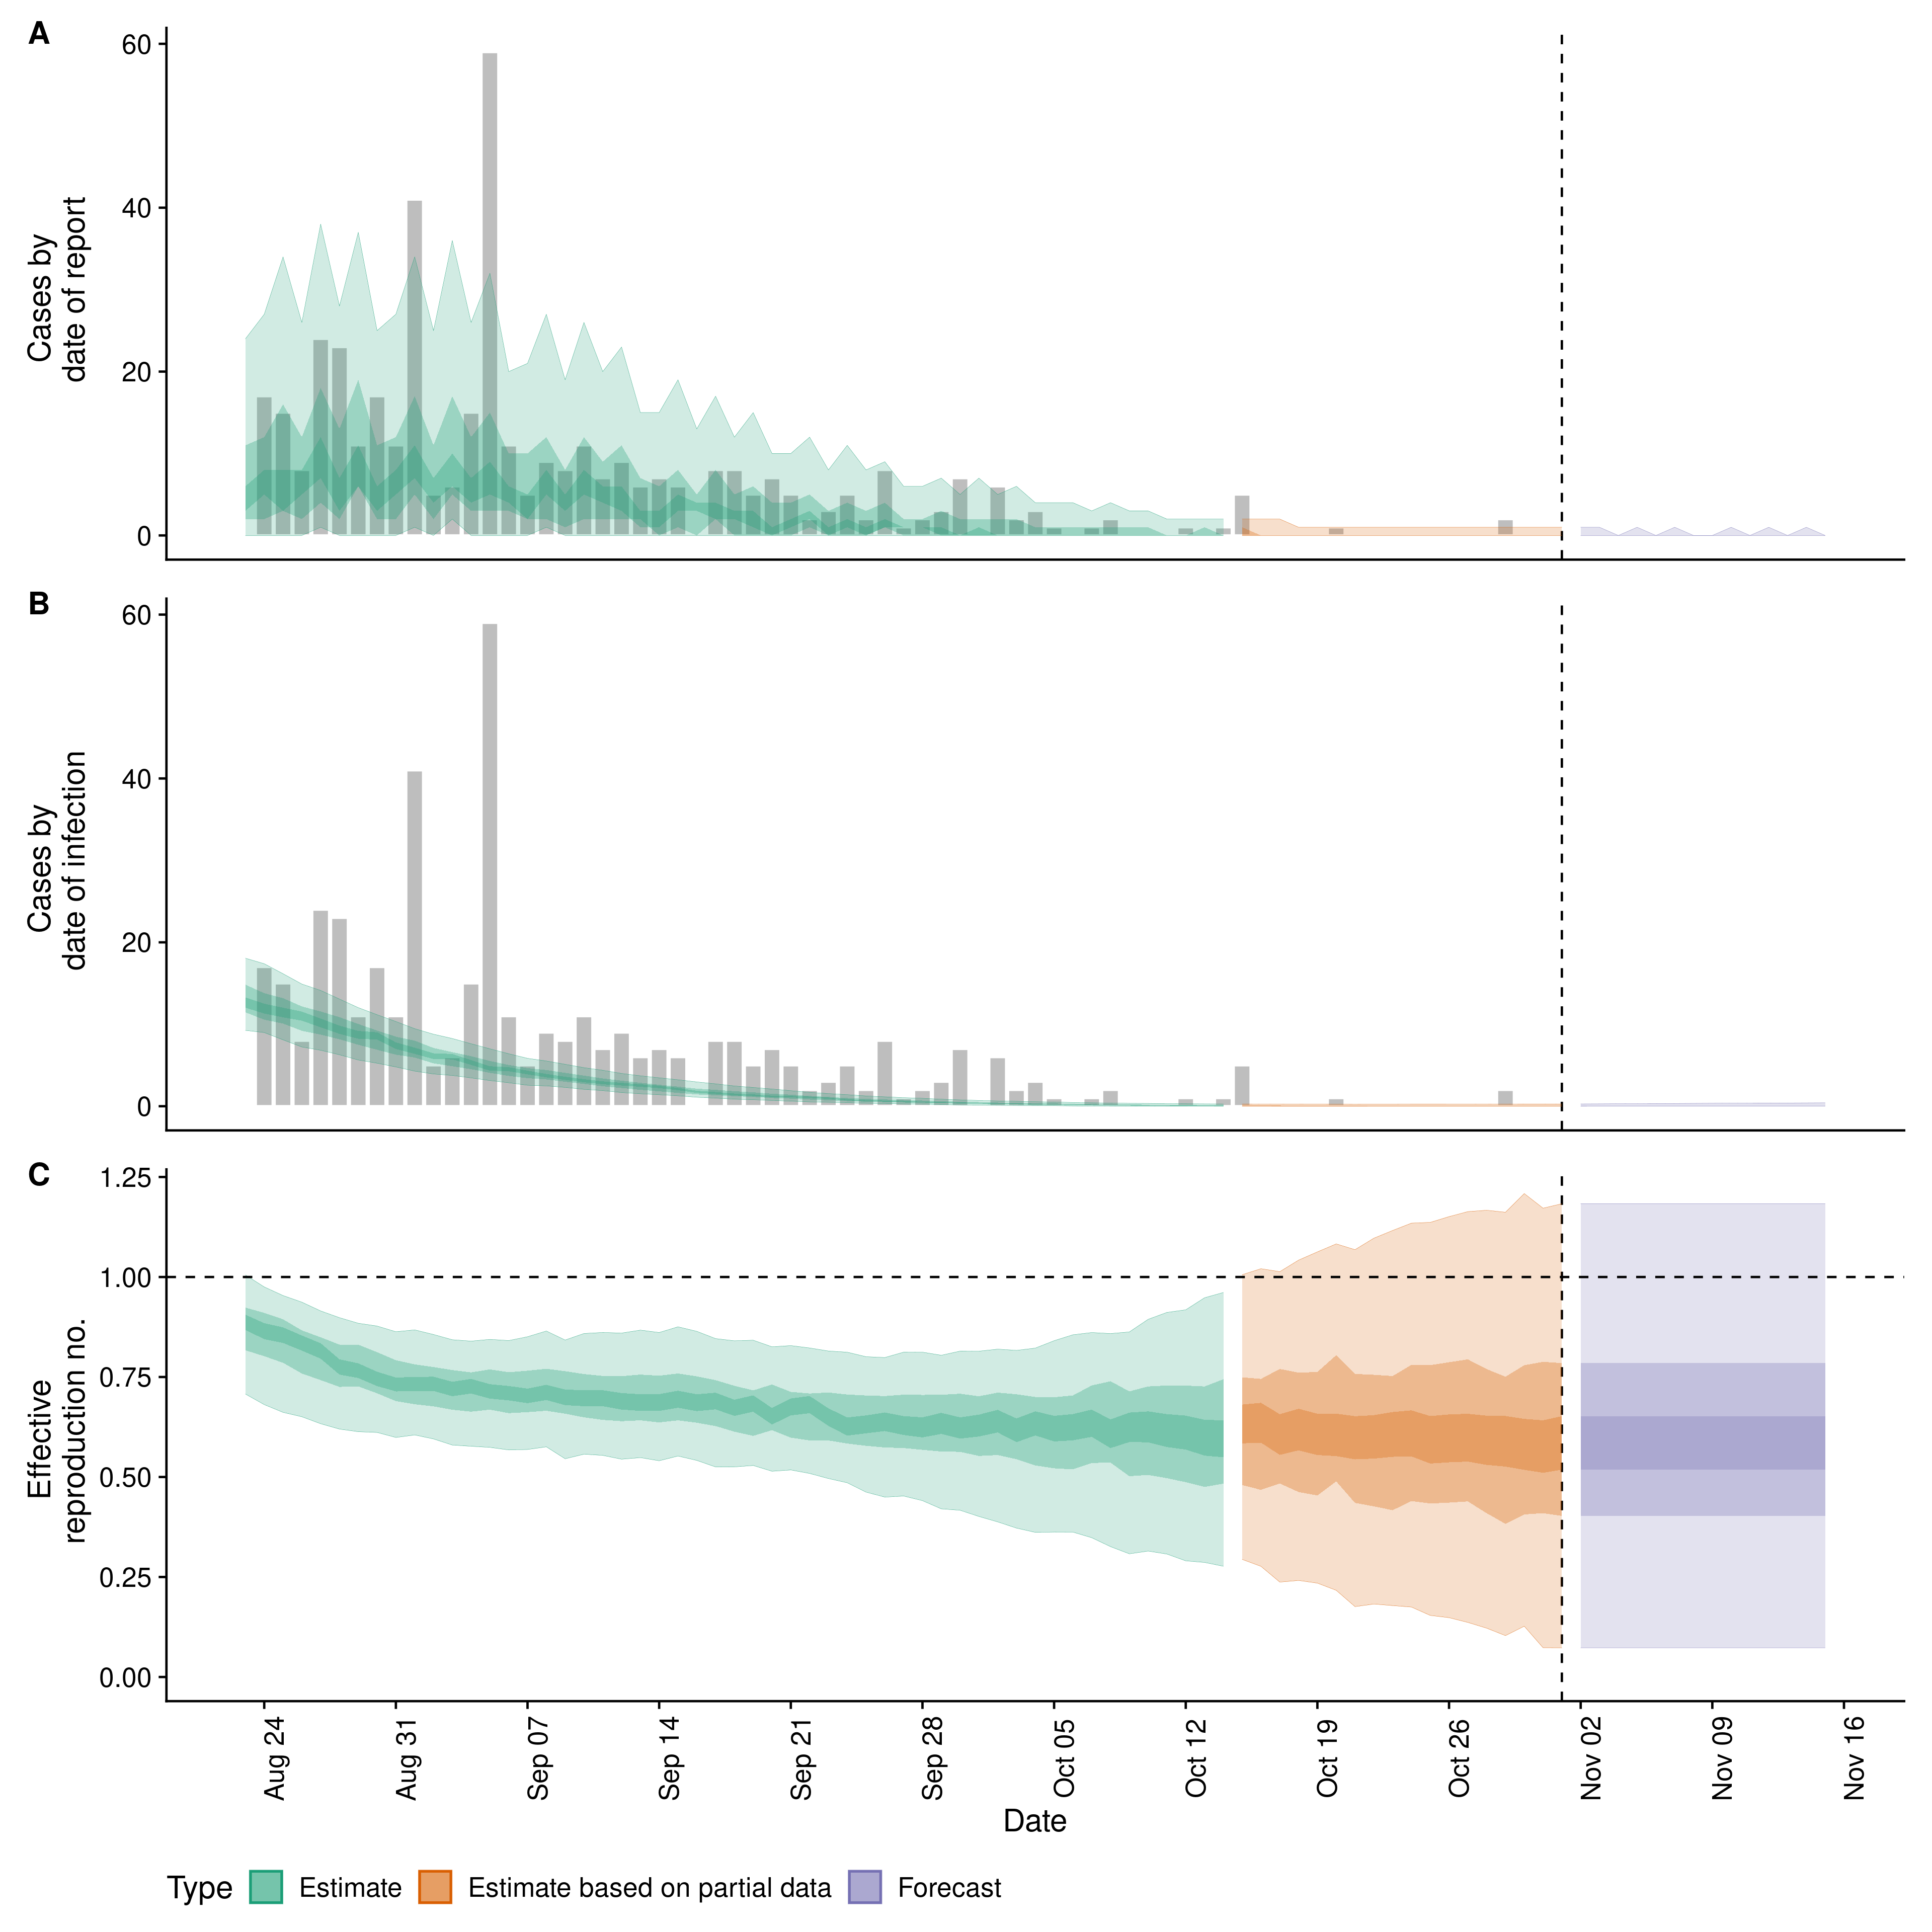 A
60
40
20
0
Cases by
date of report
B
60
40
20
0
Cases by
date of infection
C
1.25
1.00
0.75
0.50
0.25
0.00
Effective
reproduction no.
Aug 24
Aug 31
Sep 07
Sep 14
Sep 21
Sep 28
Oct 05
Oct 12
Oct 19
Oct 26
Nov 02
Nov 09
Nov 16
Date
Type Estimate Estimate based on partial data Forecast